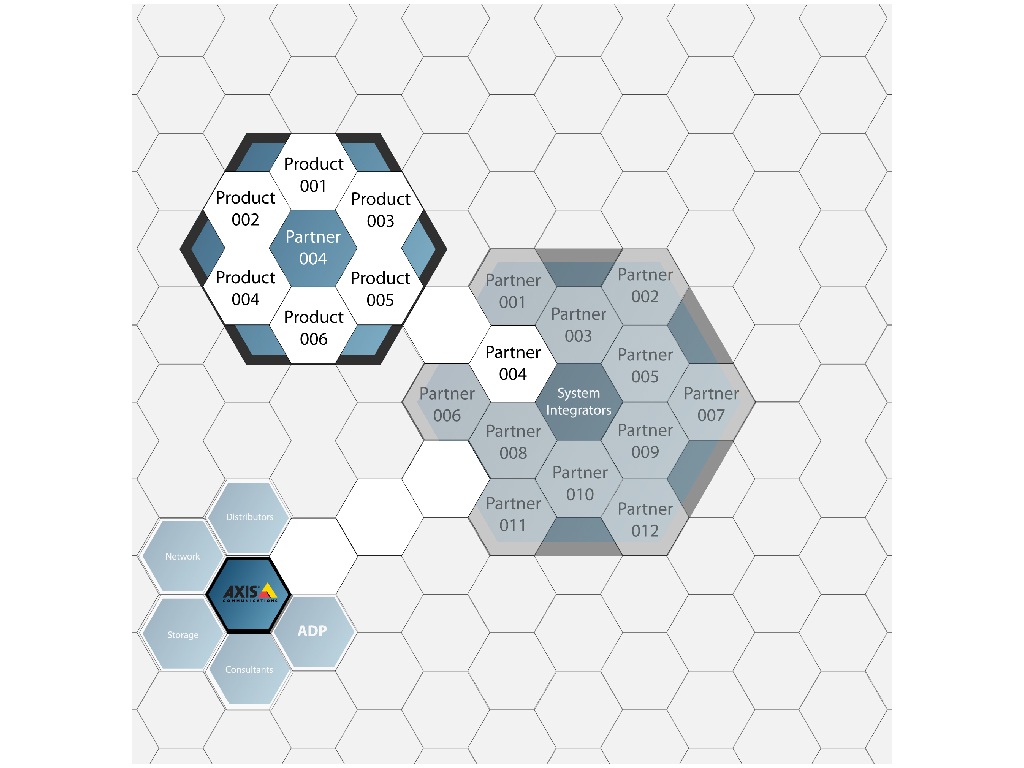 Product
001
Product
002
Product
003
Partner
004
Product
004
Product
005
Product
006
Partner
001
Partner
002
Partner
003
Partner
004
Partner
005
Partner
006
System
Integrators
Partner
007
Partner
008
Partner
009
Partner
010
Partner
011
Partner
012
Distributors
Network
AXIS
COMMUNICATIONS
Storage
ADP
Consultants